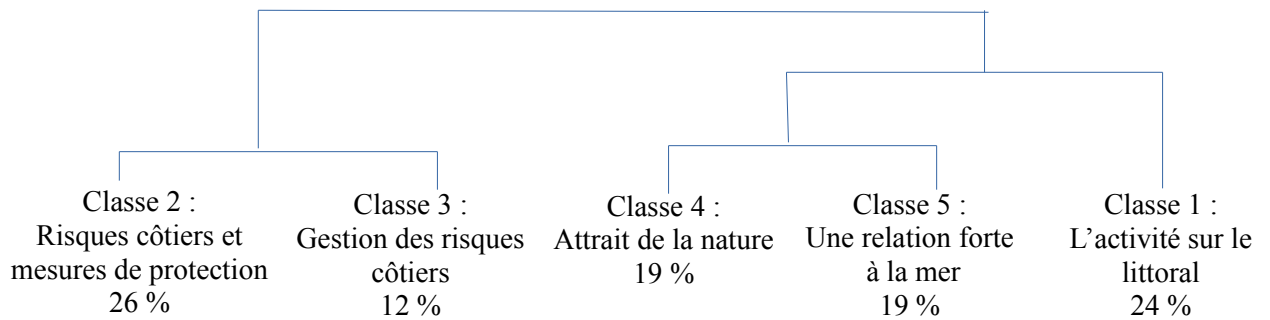 Classe 2 :
Risques côtiers et
mesures de protection
26 %
Classe 3 :
Gestion des risques
côtiers
12 %
Classe 4 :
Attrait de la nature
19 %
Classe 5 :
Une relation forte
à la mer
19 %
Classe 1 :
L’activité sur le
littoral
24 %